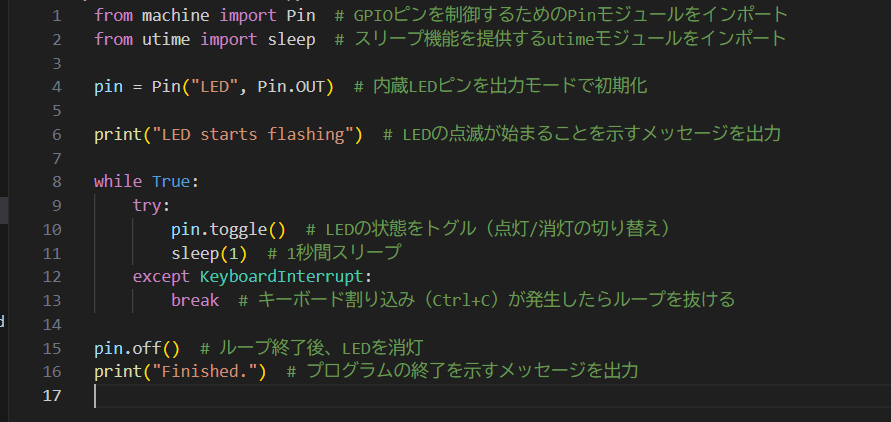 1 from machine import Pin  # GPIOピンを制御するためのPinモジュールをインポート
2 from utime import sleep  # スリープ機能を提供するutimeモジュールをインポート
3
4 pin = Pin("LED", Pin.OUT)  # 内蔵LEDピンを出力モードで初期化
5
6 print("LED starts flashing")  # LEDの点滅が始まることを示すメッセージを出力
7
8 while True:
9     try:
10         pin.toggle()  # LEDの状態をトグル（点灯/消灯の切り替え）
11         sleep(1)  # 1秒間スリープ
12     except KeyboardInterrupt:
13         break  # キーボード割り込み（Ctrl+C）が発生したらループを抜ける
14
15 pin.off()  # ループ終了後、LEDを消灯
16 print("Finished.")  # プログラムの終了を示すメッセージを出力
17